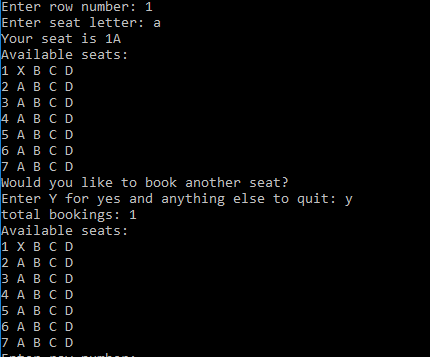 Enter row number: 1
Enter seat letter: a
Your seat is 1A
Available seats:
1 X B C D
2 A B C D
3 A B C D
4 A B C D
5 A B C D
6 A B C D
7 A B C D
Would you like to book another seat?
Enter Y for yes and anything else to quit: y
total bookings: 1
Available seats:
1 X B C D
2 A B C D
3 A B C D
4 A B C D
5 A B C D
6 A B C D
7 A B C D
Enter row number: